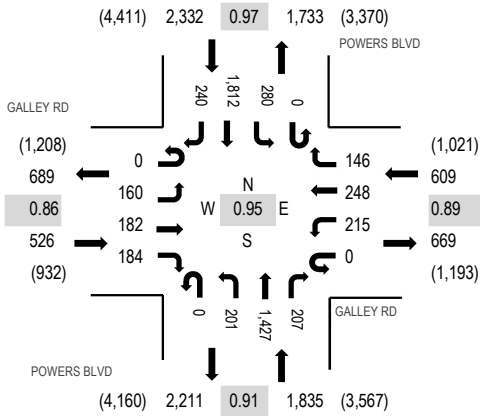 (4,411) 2,332 0.97 1,733 (3,370)
POWERS BLVD
240 1,812 280 0
GALLEY RD
(1,208) (1,021)
689 0 146 609
160 N 248
0.86 182 W 0.95 E 215 0.89
526 184 S 0 669
(932) (1,193)
0 201 1,427 207
GALLEY RD
POWERS BLVD
(4,160) 2,211 0.91 1,835 (3,567)